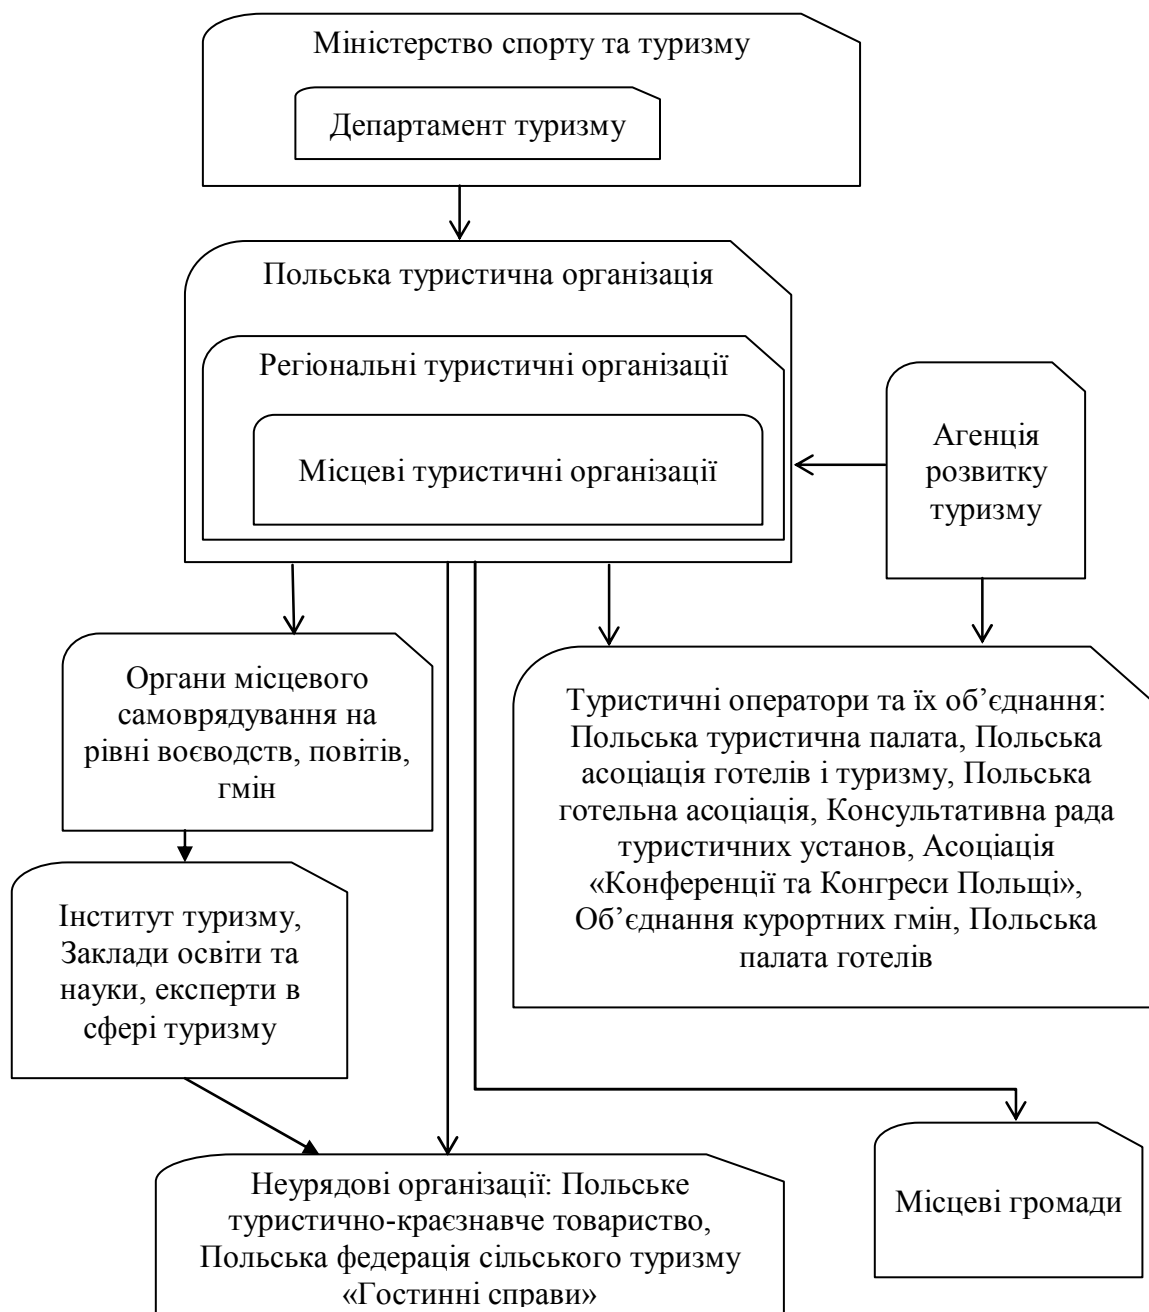 Міністерство спорту та туризму
Департамент туризму
Польська туристична організація
Регіональні туристичні організації
Місцеві туристичні організації
Агенція
розвитку
туризму
Органи місцевого
самоврядування на
рівні воєводств, повітів,
гмін
Туристичні оператори та їх об’єднання:
Польська туристична палата, Польська
асоціація готелів і туризму, Польська
готельна асоціація, Консультативна рада
туристичних установ, Асоціація
«Конференції та Конгреси Польщі»,
Об’єднання курортних гмін, Польська
палата готелів
Інститут туризму,
Заклади освіти та
науки, експерти в
сфері туризму
Неурядові організації: Польське
туристично-краєзнавче товариство,
Польська федерація сільського туризму
«Гостинні справи»
Місцеві громади